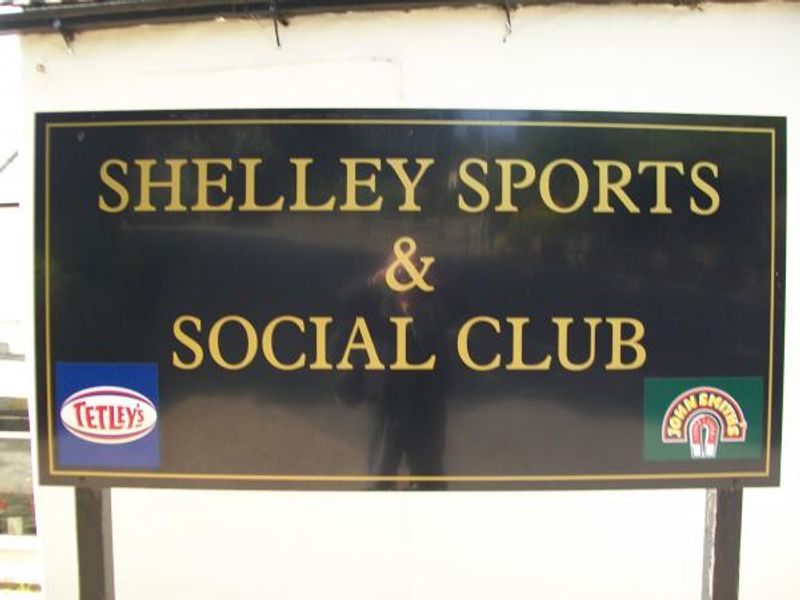 SHELLEY SPORTS
&
SOCIAL CLUB
TETLEY'S
JOHN SMITH'S